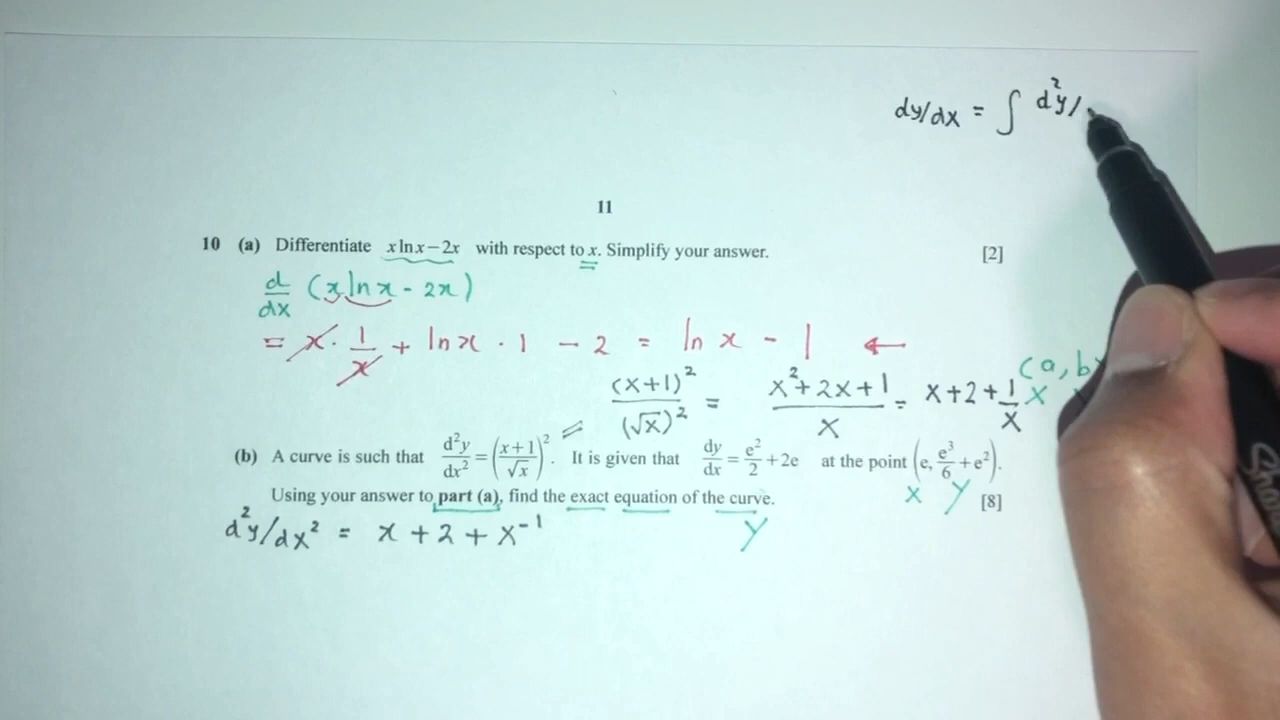 dy/dx = ∫ d²y/
11
10 (a) Differentiate x ln x − 2x with respect to x. Simplify your answer. [2]
d/dx (x ln x - 2x)
= x · 1/x + ln x · 1 - 2 = ln x - 1 ←
(a, b
(x+1)²/(√x)² = x²+2x+1/x = x+2+1/x x
(b) A curve is such that d²y/dx² = (x+1/√x)². It is given that dy/dx = e²/2 + 2e at the point (e, e³/6 + e²).
x y
Using your answer to part (a), find the exact equation of the curve. [8]
d²y/dx² = x + 2 + x⁻¹ y